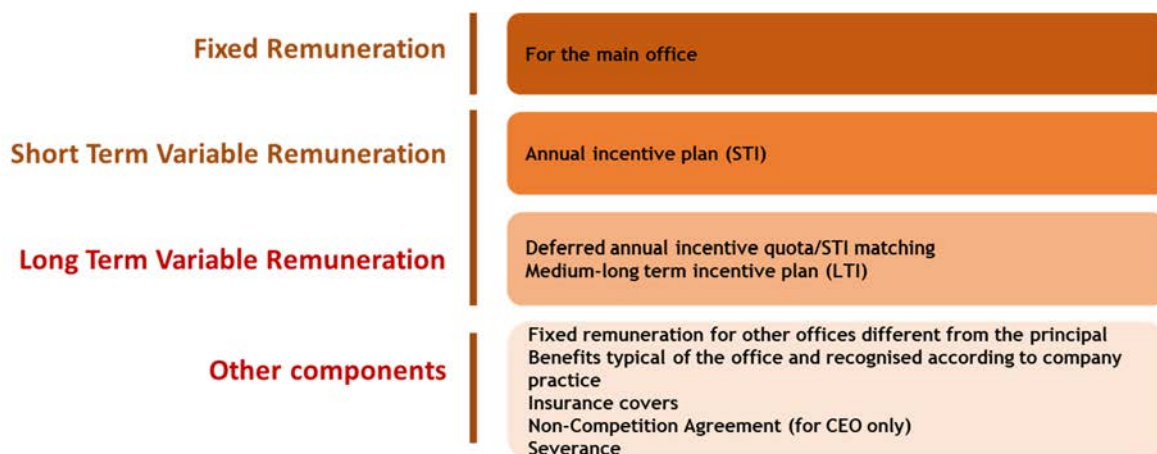 Fixed Remuneration
For the main office
Short Term Variable Remuneration
Annual incentive plan (STI)
Long Term Variable Remuneration
Deferred annual incentive quota/STI matching
Medium-long term incentive plan (LTI)
Other components
Fixed remuneration for other offices different from the principal
Benefits typical of the office and recognised according to company
practice
Insurance covers
Non-Competition Agreement (for CEO only)
Severance